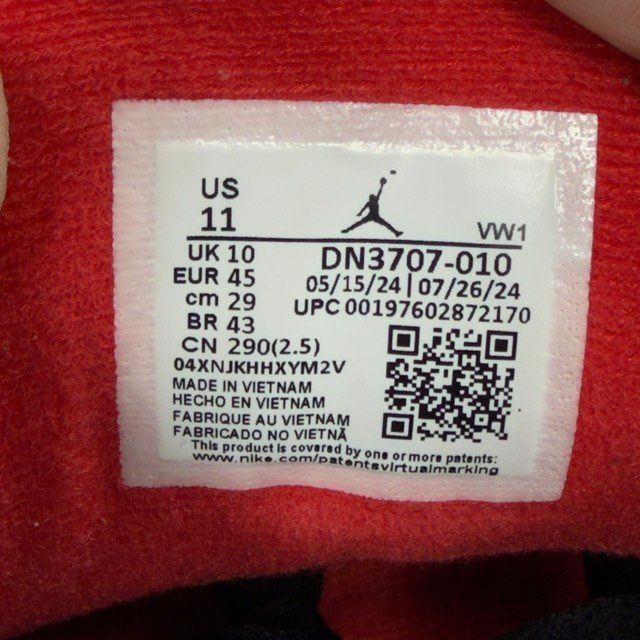 US
11
VW1
UK 10
DN3707-010
EUR 45
05/15/24 | 07/26/24
cm 29
UPC 00197602872170
BR 43
CN 290(2.5)
04XNJKHHXYM2V
MADE IN VIETNAM
HECHO EN VIETNAM
FABRIQUE AU VIETNAM
FABRICADO NO VIETNÃ
This product is covered by one or more patents:
www.nike.com/patentsvirtualmarking